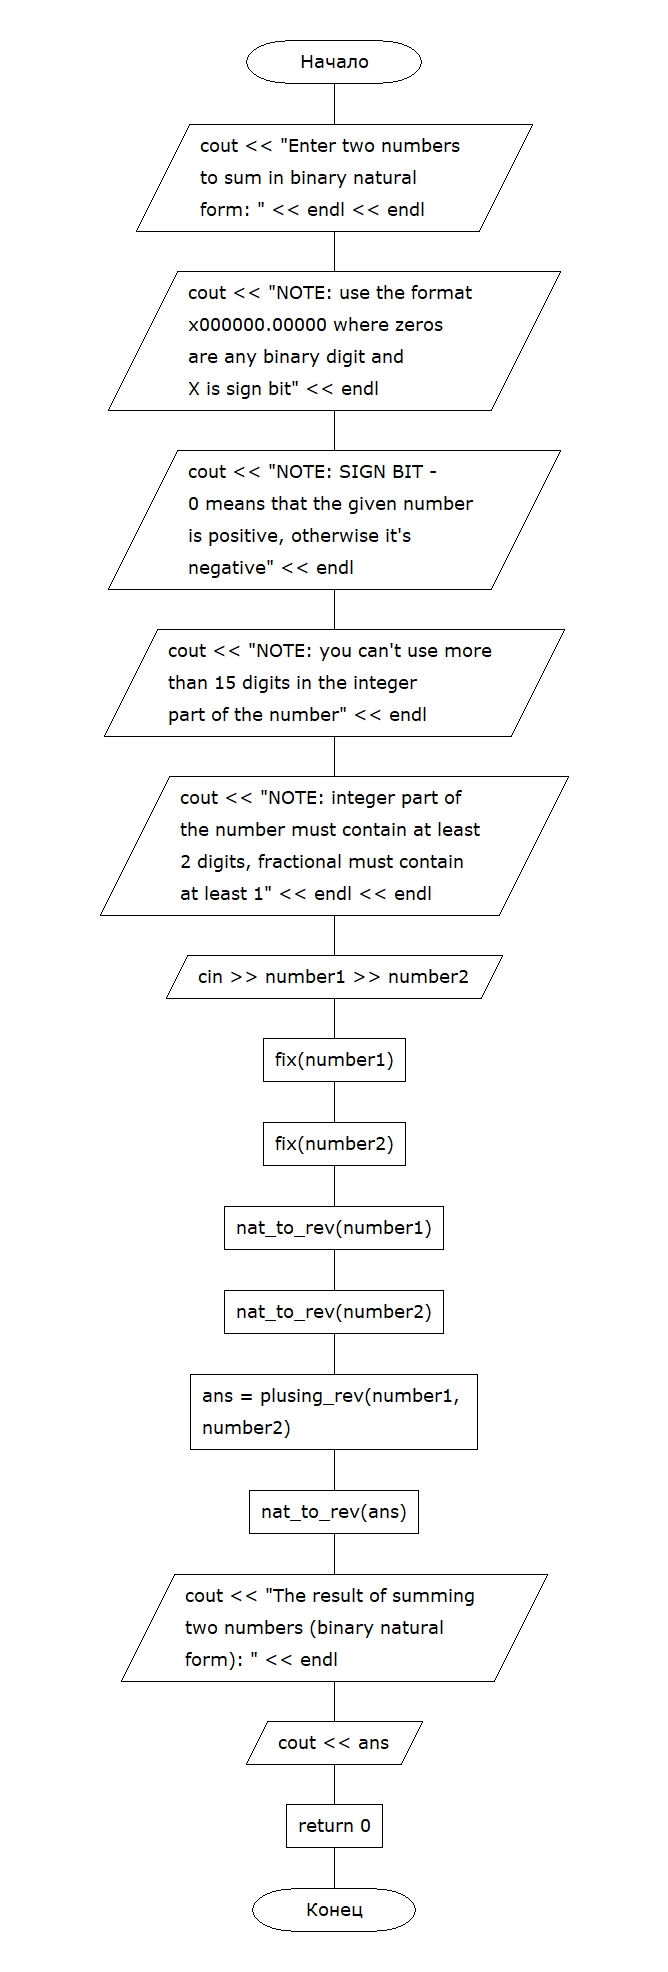 Начало
cout << "Enter two numbers
to sum in binary natural
form: " << endl << endl
cout << "NOTE: use the format
x000000.00000 where zeros
are any binary digit and
X is sign bit" << endl
cout << "NOTE: SIGN BIT -
0 means that the given number
is positive, otherwise it's
negative" << endl
cout << "NOTE: you can't use more
than 15 digits in the integer
part of the number" << endl
cout << "NOTE: integer part of
the number must contain at least
2 digits, fractional must contain
at least 1" << endl << endl
cin >> number1 >> number2
fix(number1)
fix(number2)
nat_to_rev(number1)
nat_to_rev(number2)
ans = plusing_rev(number1,
number2)
nat_to_rev(ans)
cout << "The result of summing
two numbers (binary natural
form): " << endl
cout << ans
return 0
Конец